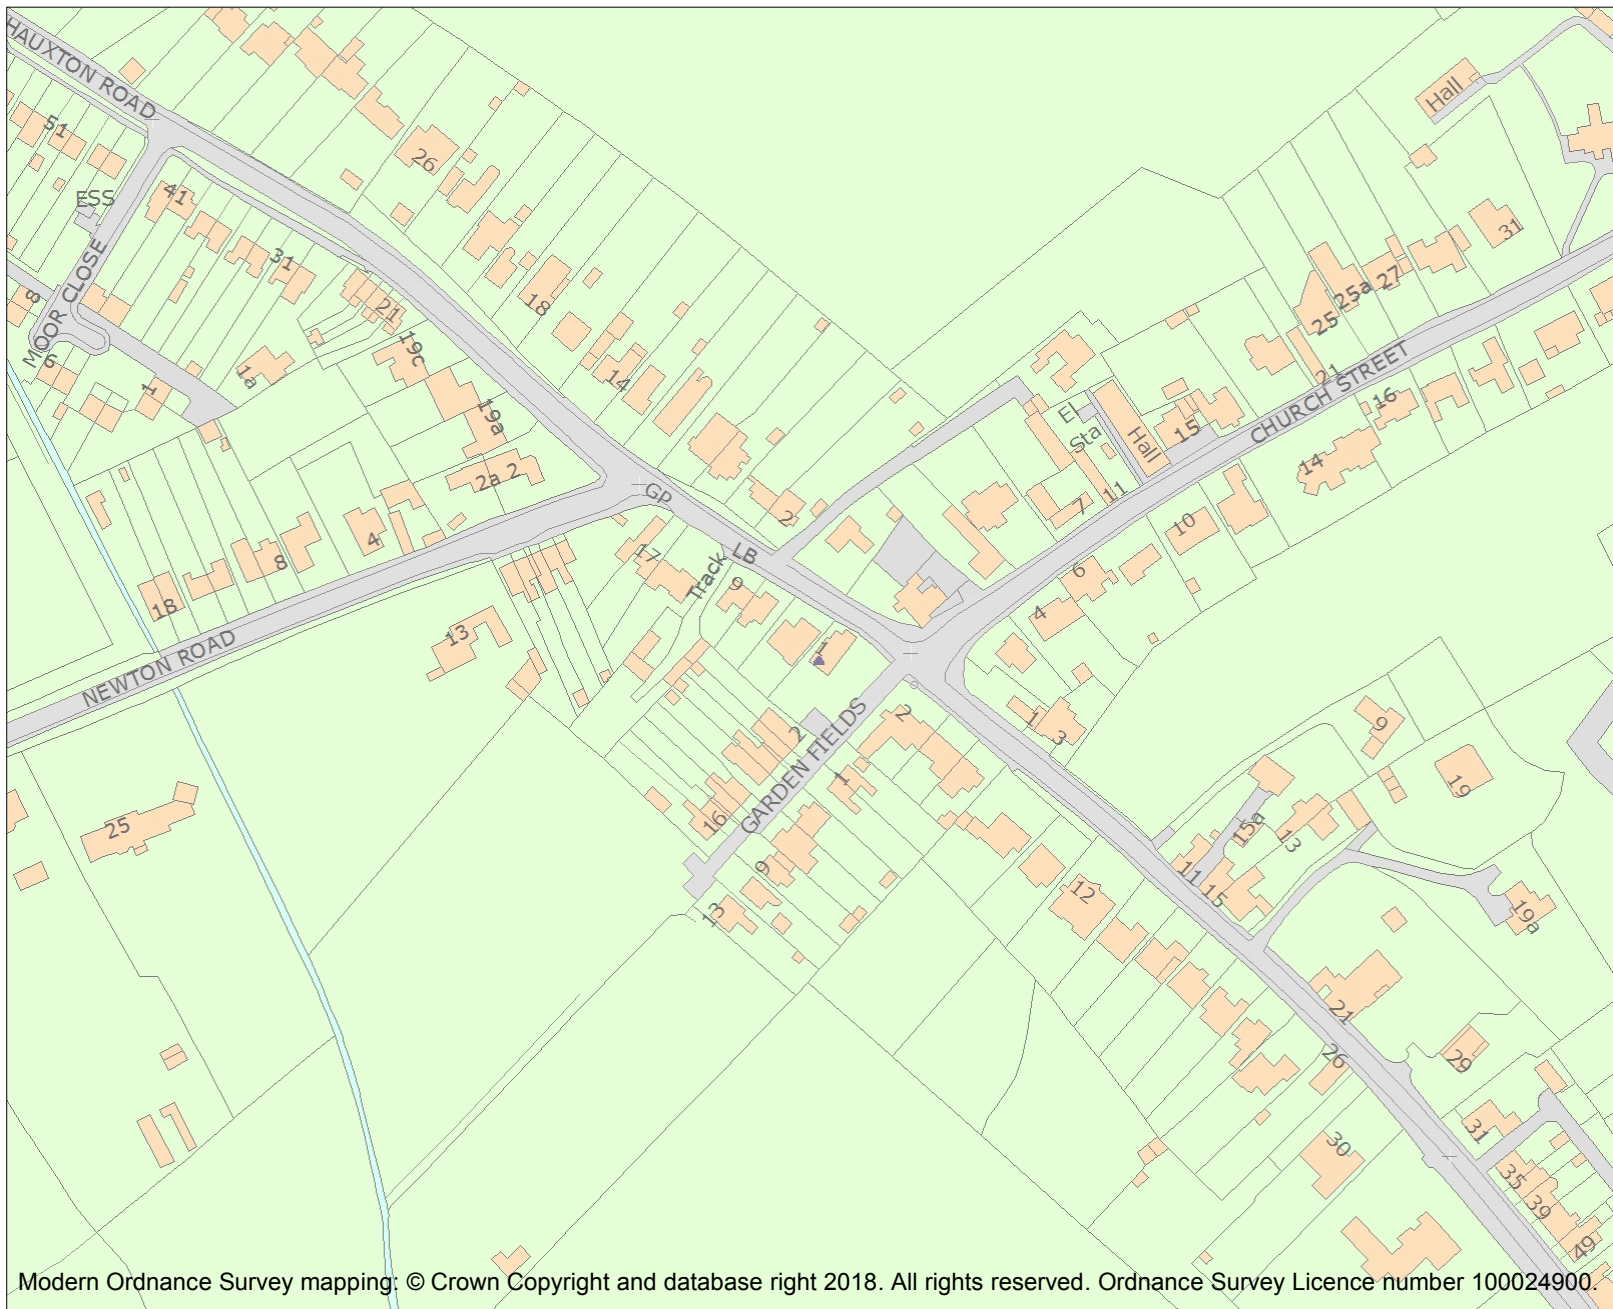 HAUXTON ROAD
51
Hall
26
ESS
41
31
MOOR CLOSE
8
31
18
25a
27
25
21
19c
14
6
1
1a
19a
El
Sta
Hall
15
21
CHURCH STREET
16
14
2a
2
GP
2
7
11
10
4
8
18
17
Track
LB
9
6
4
1
13
NEWTON ROAD
2
2
1
3
9
GARDEN FIELDS
1
19
25
16
15a
13
9
11
15
12
13
19a
21
26
29
31
30
35
39
49
Modern Ordnance Survey mapping: © Crown Copyright and database right 2018. All rights reserved. Ordnance Survey Licence number 100024900.